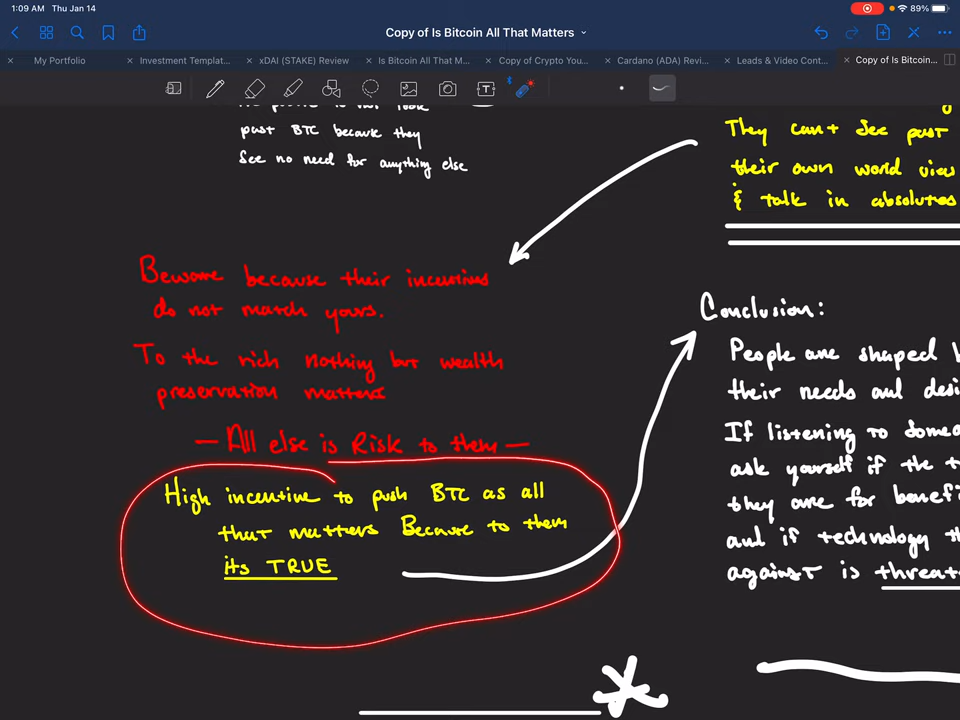 1:09 AM Thu Jan 14
89%
Copy of Is Bitcoin All That Matters
My Portfolio
Investment Templat...
xDAI (STAKE) Review
Is Bitcoin All That M...
Copy of Crypto You...
Cardano (ADA) Revi...
Leads & Video Cont...
Copy of Is Bitcoin...
past BTC because they
See no need for anything else
They can't See past
their own world view
& talk in absolutes
Beware because their incentives
do not match yours.
To the rich nothing but wealth
preservation matters
— All else is Risk to them —
High incentive to push BTC as all
that matters Because to them
its TRUE
Conclusion:
People are shaped
their needs and
If listening to
ask yourself if the
they are for
and if technology
against is